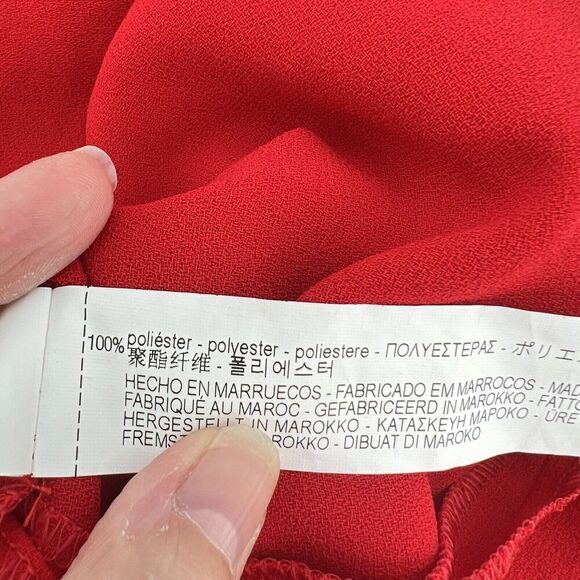 100% poliéster - polyester - poliestere - ΠΟΛΥΕΣΤΕΡΑΣ - ポリエ
聚酯纤维 - 폴리에스터
HECHO EN MARRUECOS - FABRICADO EM MARROCOS - MAD
FABRIQUÉ AU MAROC - GEFABRICEERD IN MAROKKO - FATTO
HERGESTELLT IN MAROKKO - ΚΑΤΑΣΚΕΥΗ ΜΑΡΟΚΟ - ÜRE
FREMST MAROKKO - DIBUAT DI MAROKO